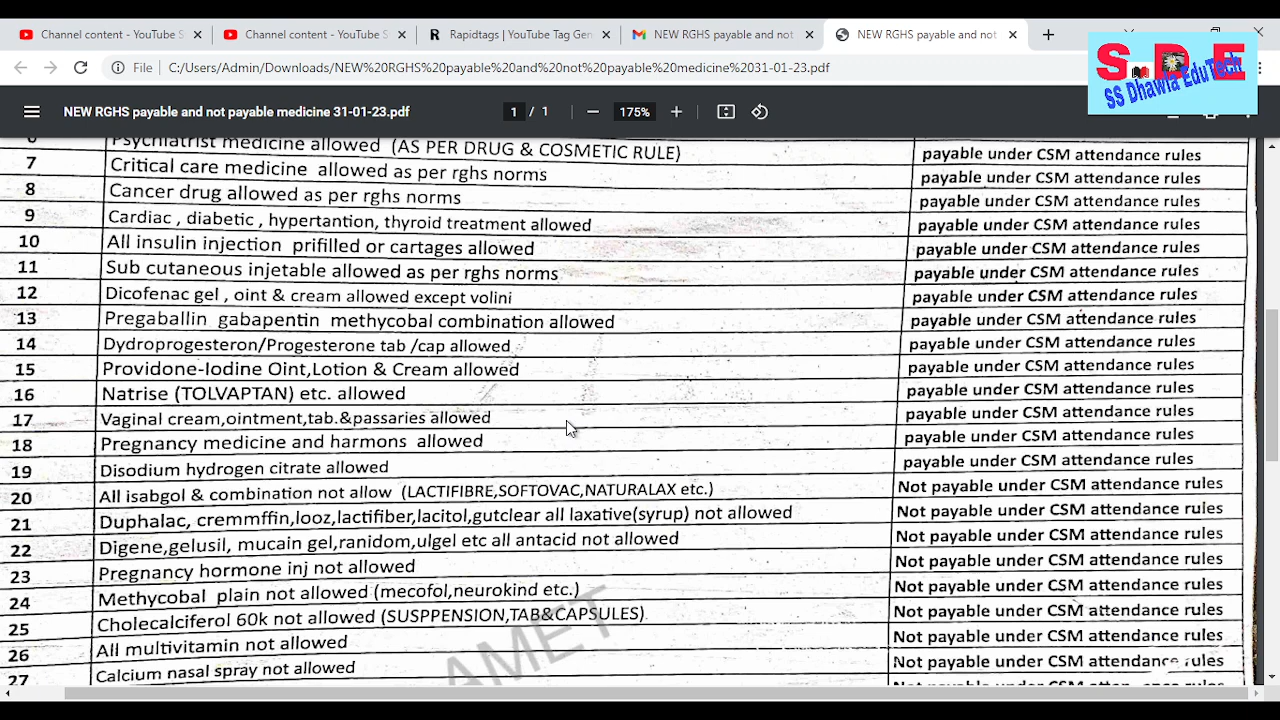 Channel content - YouTube S
Channel content - YouTube S
Rapidtags | YouTube Tag Gen
NEW RGHS payable and not
NEW RGHS payable and not
File C:/Users/Admin/Downloads/NEW%20RGHS%20payable%20and%20not%20payable%20medicine%2031-01-23.pdf
SS Dhawla EduTech
NEW RGHS payable and not payable medicine 31-01-23.pdf 1 / 1 175%
Psychiatrist medicine allowed (AS PER DRUG & COSMETIC RULE) payable under CSM attendance rules
7 Critical care medicine allowed as per rghs norms payable under CSM attendance rules
8 Cancer drug allowed as per rghs norms payable under CSM attendance rules
9 Cardiac , diabetic , hypertantion, thyroid treatment allowed payable under CSM attendance rules
10 All insulin injection prifilled or cartages allowed payable under CSM attendance rules
11 Sub cutaneous injetable allowed as per rghs norms payable under CSM attendance rules
12 Dicofenac gel , oint & cream allowed except volini payable under CSM attendance rules
13 Pregaballin gabapentin methycobal combination allowed payable under CSM attendance rules
14 Dydroprogesteron/Progesterone tab /cap allowed payable under CSM attendance rules
15 Providone-Iodine Oint,Lotion & Cream allowed payable under CSM attendance rules
16 Natrise (TOLVAPTAN) etc. allowed payable under CSM attendance rules
17 Vaginal cream,ointment,tab.&passaries allowed payable under CSM attendance rules
18 Pregnancy medicine and harmons allowed payable under CSM attendance rules
19 Disodium hydrogen citrate allowed payable under CSM attendance rules
20 All isabgol & combination not allow (LACTIFIBRE,SOFTOVAC,NATURALAX etc.) Not payable under CSM attendance rules
21 Duphalac, cremmffin,looz,lactifiber,lacitol,gutclear all laxative(syrup) not allowed Not payable under CSM attendance rules
22 Digene,gelusil, mucain gel,ranidom,ulgel etc all antacid not allowed Not payable under CSM attendance rules
23 Pregnancy hormone inj not allowed Not payable under CSM attendance rules
24 Methycobal plain not allowed (mecofol,neurokind etc.) Not payable under CSM attendance rules
25 Cholecalciferol 60k not allowed (SUSPPENSION,TAB&CAPSULES) Not payable under CSM attendance rules
26 All multivitamin not allowed Not payable under CSM attendance rules
27 Calcium nasal spray not allowed Not payable under CSM attendance rules
AMET